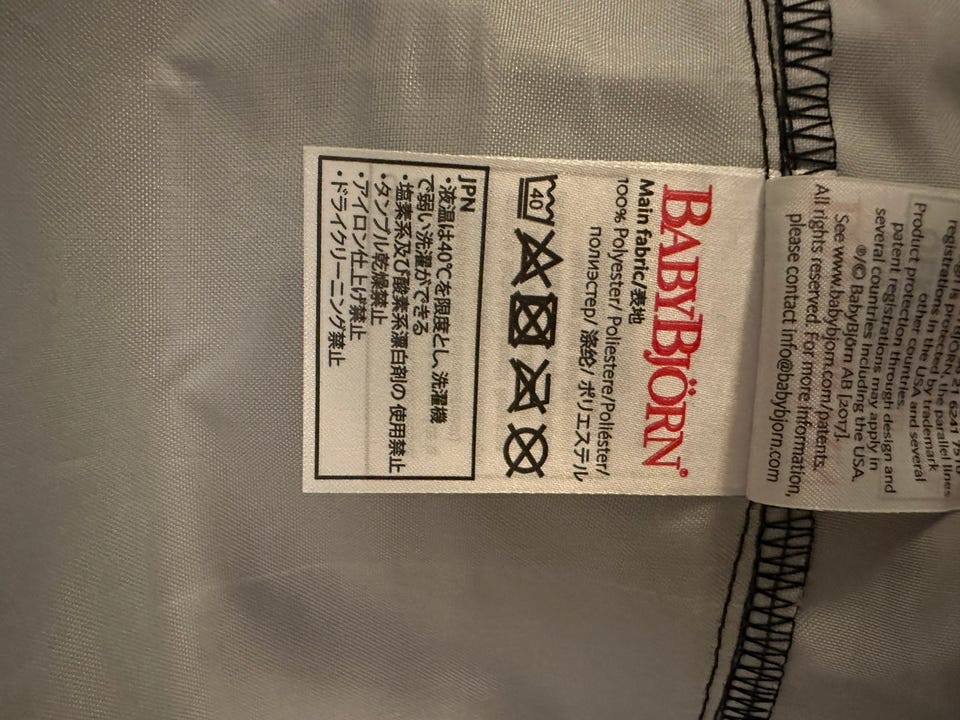 other in the USA and several
other countries.
Product protection through design and
patent registrations may apply in
several countries including the USA.
®/© BabyBjörn AB [2017].
See www.babybjorn.com/patents.
All rights reserved. For more information,
please contact info@babybjorn.com
BABYBJÖRN®
Main fabric/表地
100% Polyester/ Poliestere/Poliéster/
полиэстер/ 涤纶/ ポリエステル
40
JPN
・液温は40℃を限度とし、洗濯機
で弱い洗濯ができる
・塩素系及び酸素系漂白剤の使用禁止
・タンブル乾燥禁止
・アイロン仕上げ禁止
・ドライクリーニング禁止